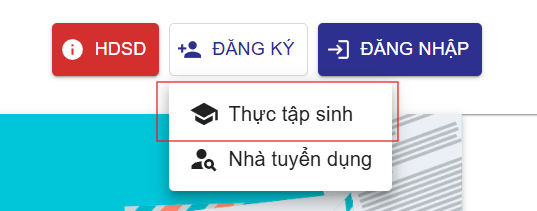 HDSD ĐĂNG KÝ ĐĂNG NHẬP
Thực tập sinh
Nhà tuyển dụng